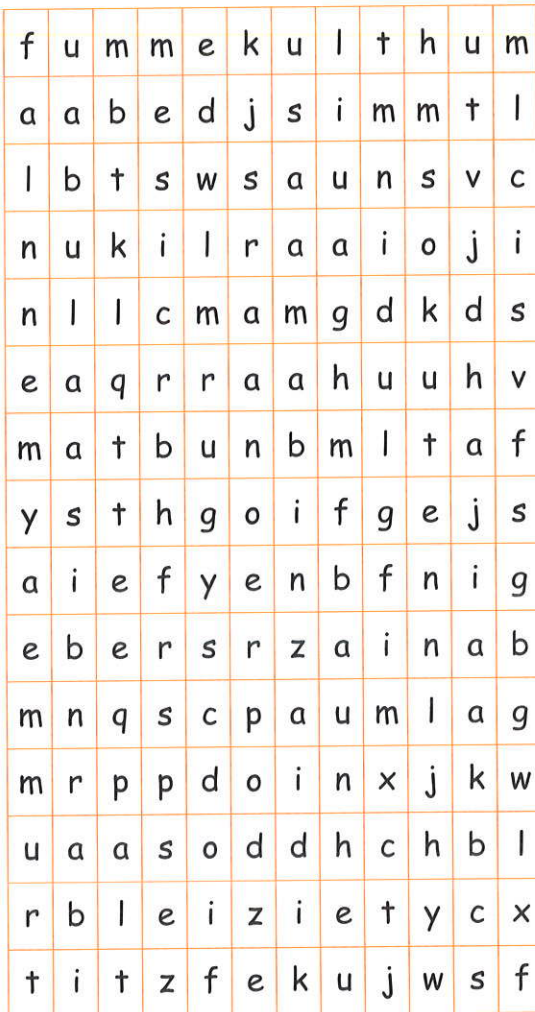 f u m m e k u l t h u m
a a b e d j s i m m t l
l b t s w s a u n s v c
n u k i l r a a i o j i
n l l c m a m g d k d s
e a q r r a a h u u h v
m a t b u n b m l t a f
y s t h g o i f g e j s
a i e f y e n b f n i g
e b e r s r z a i n a b
m n q s c p a u m l a g
m r p p d o i n x j k w
u a a s o d d h c h b l
r b l e i z i e t y c x
t i t z f e k u j w s f